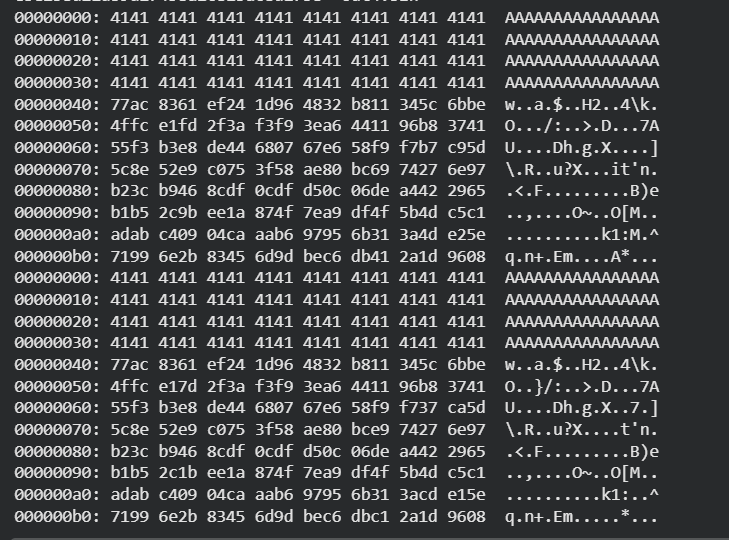 00000000: 4141 4141 4141 4141 4141 4141 4141 4141  AAAAAAAAAAAAAAAA
00000010: 4141 4141 4141 4141 4141 4141 4141 4141  AAAAAAAAAAAAAAAA
00000020: 4141 4141 4141 4141 4141 4141 4141 4141  AAAAAAAAAAAAAAAA
00000030: 4141 4141 4141 4141 4141 4141 4141 4141  AAAAAAAAAAAAAAAA
00000040: 77ac 8361 ef24 1d96 4832 b811 345c 6bbe  w..a.$..H2..4\k.
00000050: 4ffc e1fd 2f3a f3f9 3ea6 4411 96b8 3741  O.../:..>.D...7A
00000060: 55f3 b3e8 de44 6807 67e6 58f9 f7b7 c95d  U....Dh.g.X....]
00000070: 5c8e 52e9 c075 3f58 ae80 bc69 7427 6e97  \.R..u?X...it'n.
00000080: b23c b946 8cdf 0cdf d50c 06de a442 2965  .<.F.........B)e
00000090: b1b5 2c9b ee1a 874f 7ea9 df4f 5b4d c5c1  ..,....O~..O[M..
000000a0: adab c409 04ca aab6 9795 6b31 3a4d e25e  ..........k1:M.^
000000b0: 7199 6e2b 8345 6d9d bec6 db41 2a1d 9608  q.n+.Em....A*...
00000000: 4141 4141 4141 4141 4141 4141 4141 4141  AAAAAAAAAAAAAAAA
00000010: 4141 4141 4141 4141 4141 4141 4141 4141  AAAAAAAAAAAAAAAA
00000020: 4141 4141 4141 4141 4141 4141 4141 4141  AAAAAAAAAAAAAAAA
00000030: 4141 4141 4141 4141 4141 4141 4141 4141  AAAAAAAAAAAAAAAA
00000040: 77ac 8361 ef24 1d96 4832 b811 345c 6bbe  w..a.$..H2..4\k.
00000050: 4ffc e17d 2f3a f3f9 3ea6 4411 96b8 3741  O..}/:..>.D...7A
00000060: 55f3 b3e8 de44 6807 67e6 58f9 f737 ca5d  U....Dh.g.X..7.]
00000070: 5c8e 52e9 c075 3f58 ae80 bce9 7427 6e97  \.R..u?X....t'n.
00000080: b23c b946 8cdf 0cdf d50c 06de a442 2965  .<.F.........B)e
00000090: b1b5 2c1b ee1a 874f 7ea9 df4f 5b4d c5c1  ..,....O~..O[M..
000000a0: adab c409 04ca aab6 9795 6b31 3acd e15e  ..........k1:..^
000000b0: 7199 6e2b 8345 6d9d bec6 dbc1 2a1d 9608  q.n+.Em.....*...